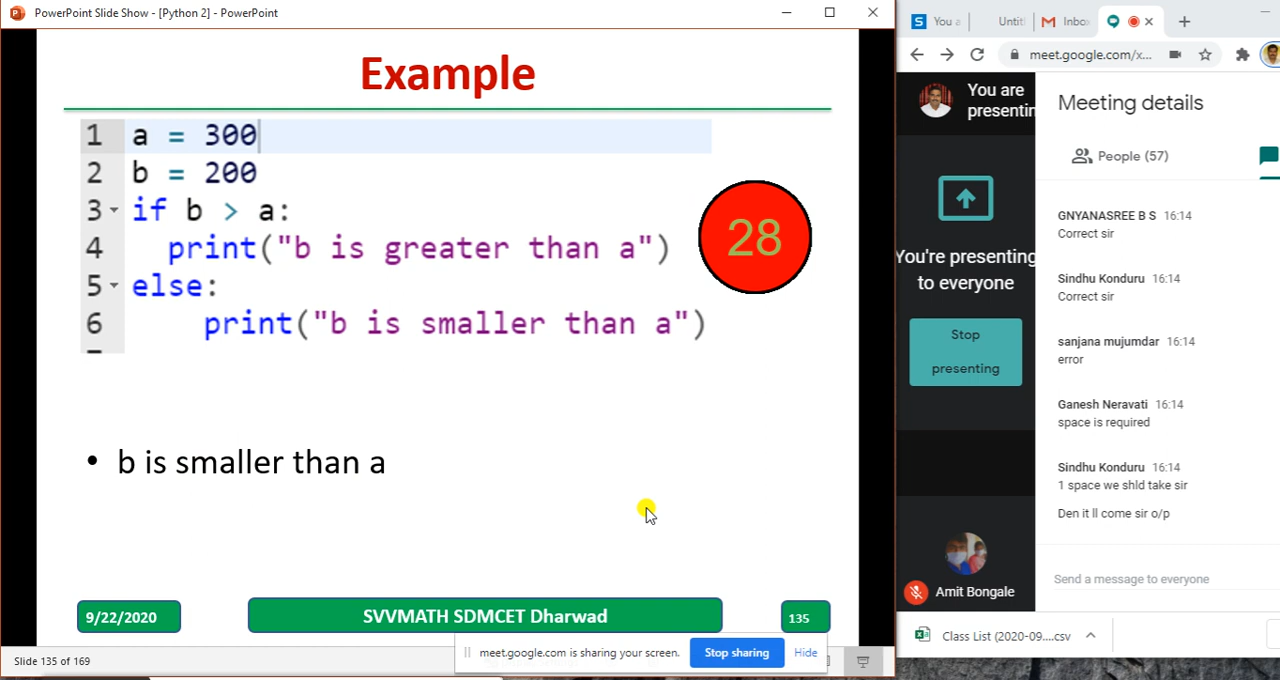 PowerPoint Slide Show - [Python 2] - PowerPoint
Example
1 a = 300
2 b = 200
3 if b > a:
4 print("b is greater than a")
5 else:
6 print("b is smaller than a")
28
• b is smaller than a
9/22/2020
SVVMATH SDMCET Dharwad
135
Slide 135 of 169
meet.google.com is sharing your screen.
Stop sharing
Hide
S You a
Untitl
Inbo
meet.google.com/x...
You are
presentin
You're presenting
to everyone
Stop
presenting
Amit Bongale
Meeting details
People (57)
GNYANASREE B S 16:14
Correct sir
Sindhu Konduru 16:14
Correct sir
sanjana mujumdar 16:14
error
Ganesh Neravati 16:14
space is required
Sindhu Konduru 16:14
1 space we shld take sir
Den it ll come sir o/p
Send a message to everyone
Class List (2020-09....csv